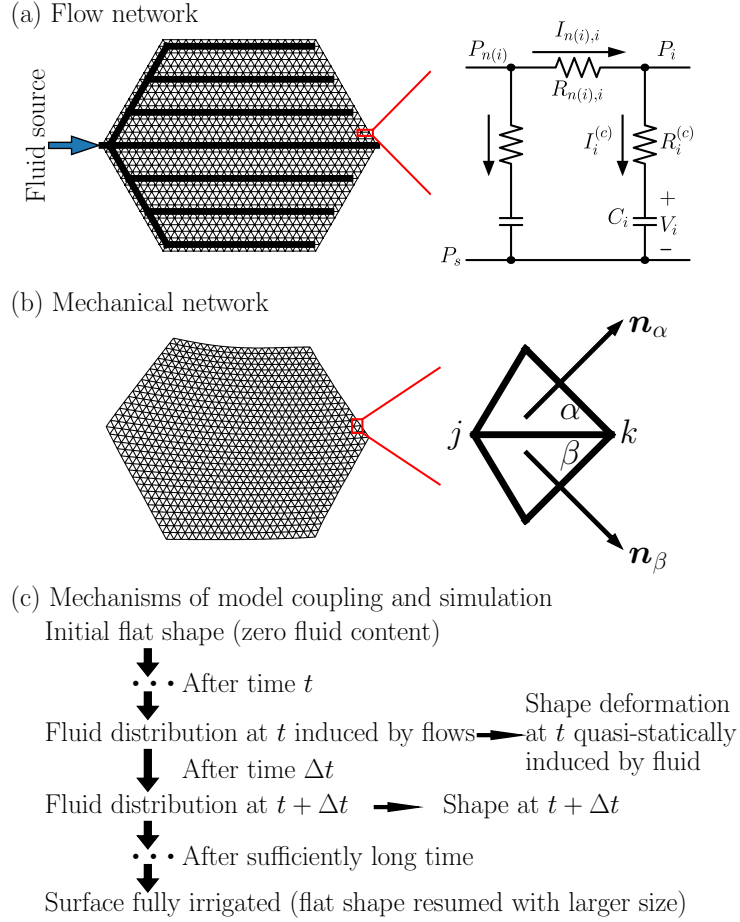 (a) Flow network
Fluid source
P_{n(i)}
I_{n(i),i}
P_i
R_{n(i),i}
I_i^{(c)}
R_i^{(c)}
C_i
+
V_i
−
P_s
(b) Mechanical network
n_α
j
α
β
k
n_β
(c) Mechanisms of model coupling and simulation
Initial flat shape (zero fluid content)
After time t
Fluid distribution at t induced by flows
Shape deformation
at t quasi-statically
induced by fluid
After time Δt
Fluid distribution at t + Δt
Shape at t + Δt
After sufficiently long time
Surface fully irrigated (flat shape resumed with larger size)